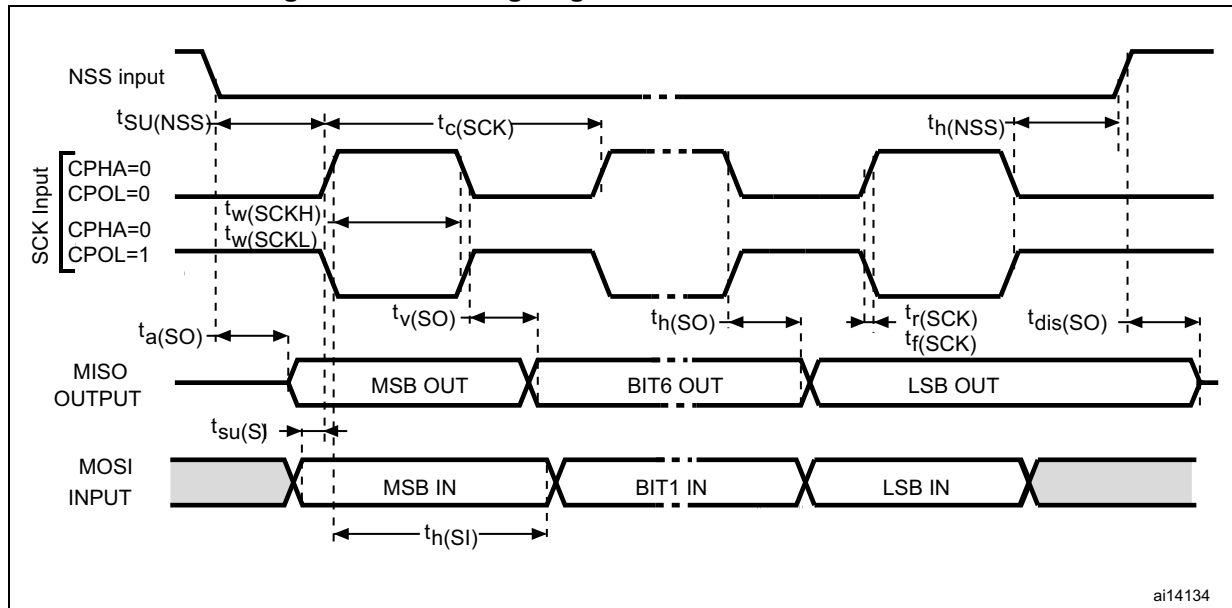 NSS input
tSU(NSS)
tc(SCK)
th(NSS)
SCK Input
CPHA=0
CPOL=0
tw(SCKH)
CPHA=0
tw(SCKL)
CPOL=1
tv(SO)
th(SO)
tr(SCK)
tf(SCK)
tdis(SO)
ta(SO)
MISO
OUTPUT
MSB OUT
BIT6 OUT
LSB OUT
tsu(SI
MOSI
INPUT
MSB IN
BIT1 IN
LSB IN
th(SI)
ai14134